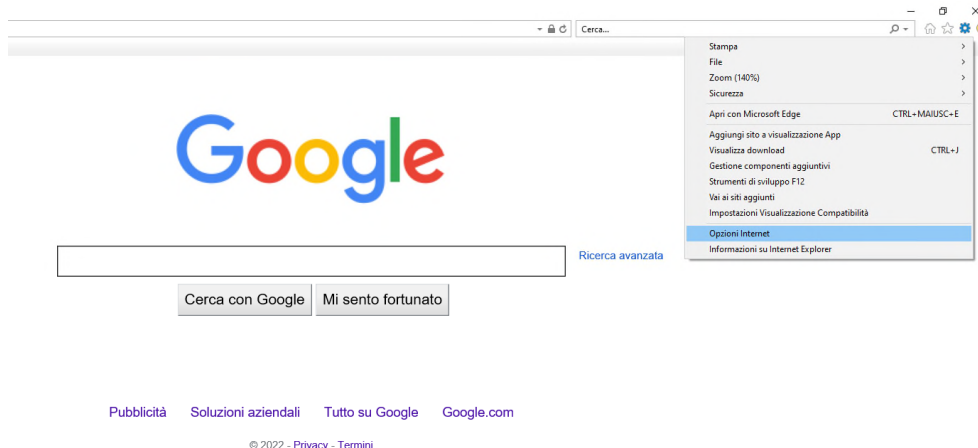 Cerca...
Stampa
File
Zoom (140%)
Sicurezza
Apri con Microsoft Edge CTRL+MAIUSC+E
Aggiungi sito a visualizzazione App
Visualizza download CTRL+J
Gestione componenti aggiuntivi
Strumenti di sviluppo F12
Vai ai siti aggiunti
Impostazioni Visualizzazione Compatibilità
Opzioni Internet
Informazioni su Internet Explorer
Google
Ricerca avanzata
Cerca con Google Mi sento fortunato
Pubblicità Soluzioni aziendali Tutto su Google Google.com
© 2022 - Privacy - Termini